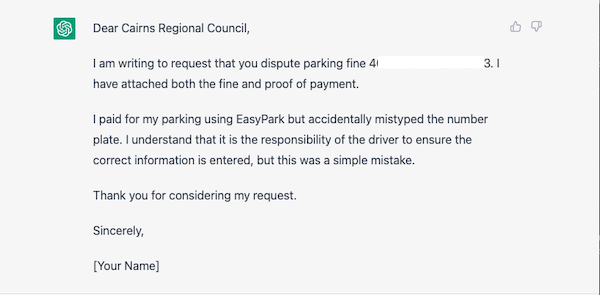 Dear Cairns Regional Council,
I am writing to request that you dispute parking fine 4 3. I
have attached both the fine and proof of payment.
I paid for my parking using EasyPark but accidentally mistyped the number
plate. I understand that it is the responsibility of the driver to ensure the
correct information is entered, but this was a simple mistake.
Thank you for considering my request.
Sincerely,
[Your Name]